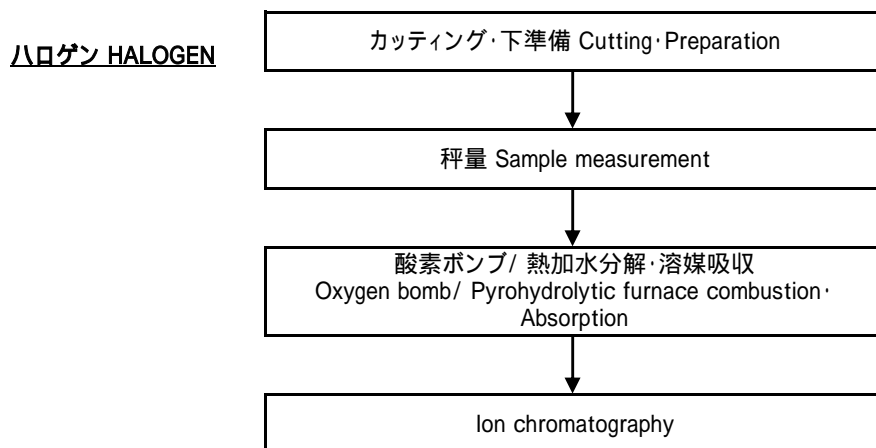 ハロゲン HALOGEN
カッティング･下準備 Cutting･Preparation
秤量 Sample measurement
酸素ボンブ/ 熱加水分解･溶媒吸収
Oxygen bomb/ Pyrohydrolytic furnace combustion･
Absorption
Ion chromatography